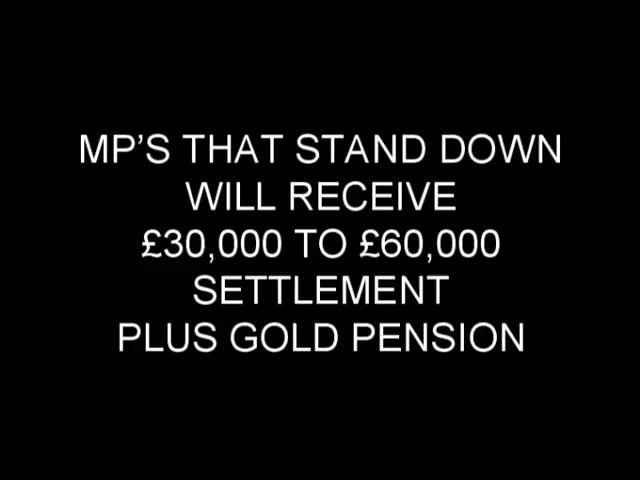 MP’S THAT STAND DOWN
WILL RECEIVE
£30,000 TO £60,000
SETTLEMENT
PLUS GOLD PENSION